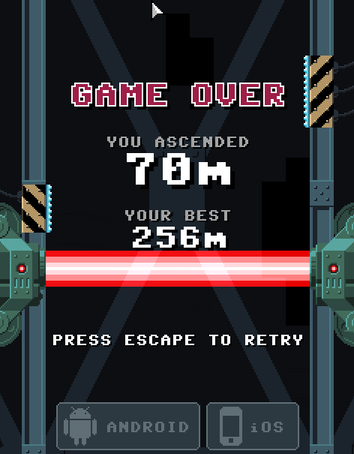 GAME OVER
YOU ASCENDED
70m
YOUR BEST
256m
PRESS ESCAPE TO RETRY
ANDROID
iOS